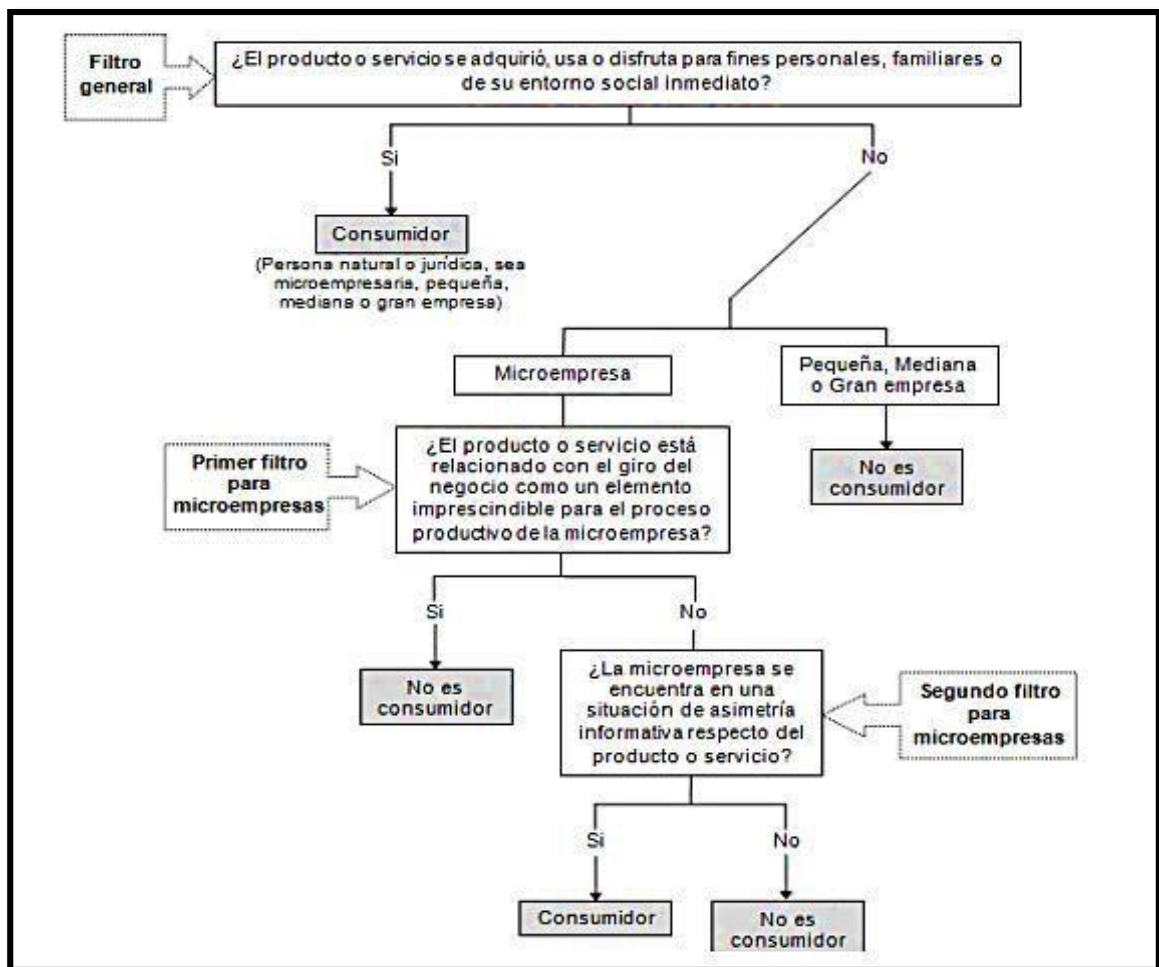 Filtro
general
¿El producto o servicio se adquirió, usa o disfruta para fines personales, familiares o
de su entorno social inmediato?
Si
No
Consumidor
(Persona natural o jurídica, sea
microempresaria, pequeña,
mediana o gran empresa)
Microempresa
Pequeña, Mediana
o Gran empresa
Primer filtro
para
microempresas
¿El producto o servicio está
relacionado con el giro del
negocio como un elemento
imprescindible para el proceso
productivo de la microempresa?
No es
consumidor
Si
No
No es
consumidor
¿La microempresa se
encuentra en una
situación de asimetría
informativa respecto del
producto o servicio?
Segundo filtro
para
microempresas
Si
No
Consumidor
No es
consumidor